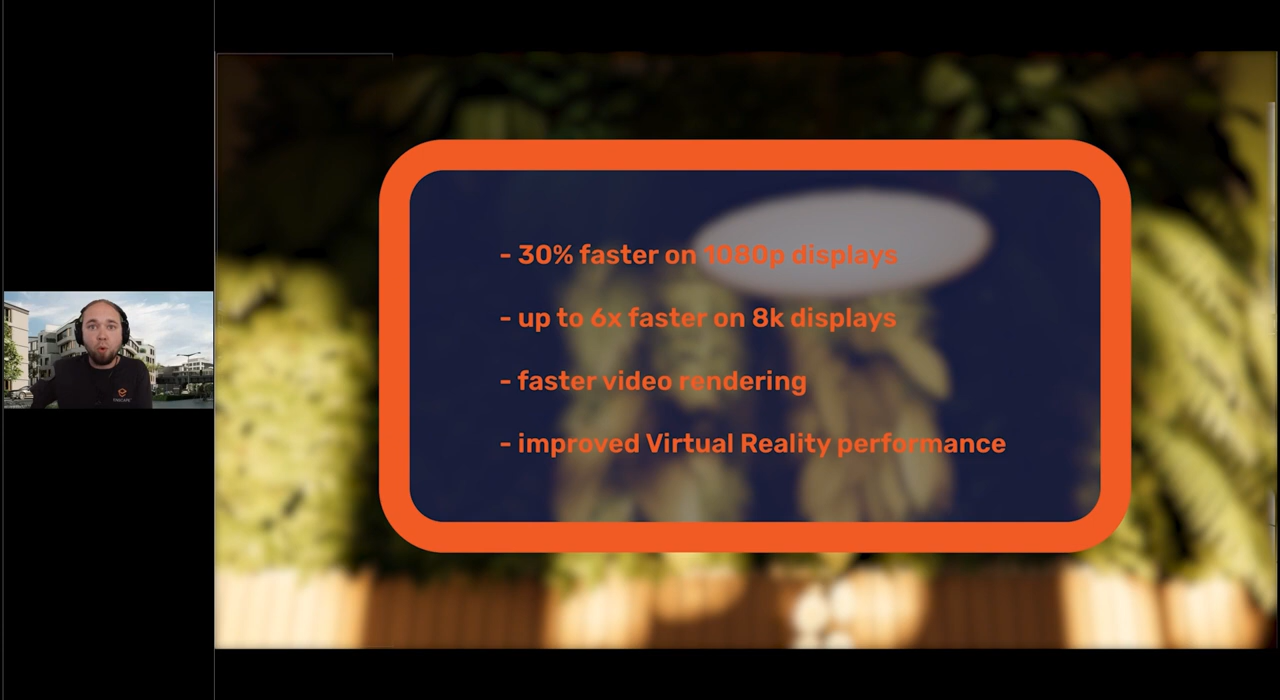 - 30% faster on 1080p displays
- up to 6x faster on 8k displays
- faster video rendering
- improved Virtual Reality performance